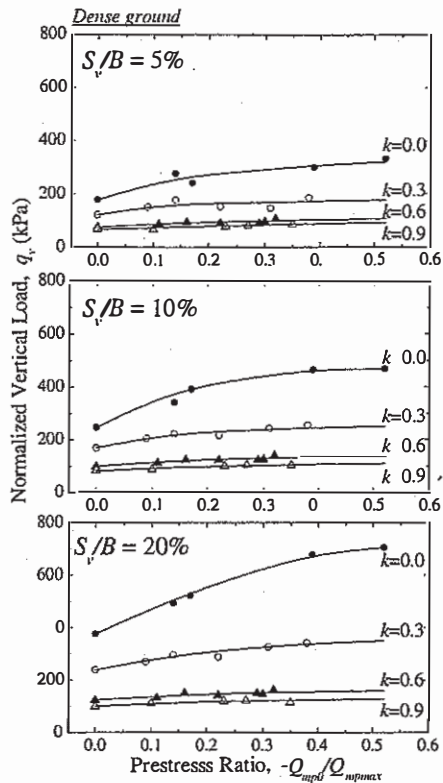 Dense ground
800
Sv/B = 5%
600
400
200
0
k=0.0
k=0.3
k=0.6
k=0.9
0.0 0.1 0.2 0.3 0. 0.5 0.6
800
Sv/B = 10%
600
400
200
0
k 0.0
k=0.3
k 0.6
k 0.9
0.0 0.1 0.2 0.3 0 0.5 0.6
800
Sv/B = 20%
600
0
200
0
k=0.0
k=0.3
k=0.6
k=0.9
0.0 0.1 0.2 0.3 0.4 0.5 0.6
Normalized Vertical Load, qv (kPa)
Prestresss Ratio, -Qmpu/Qmpmax